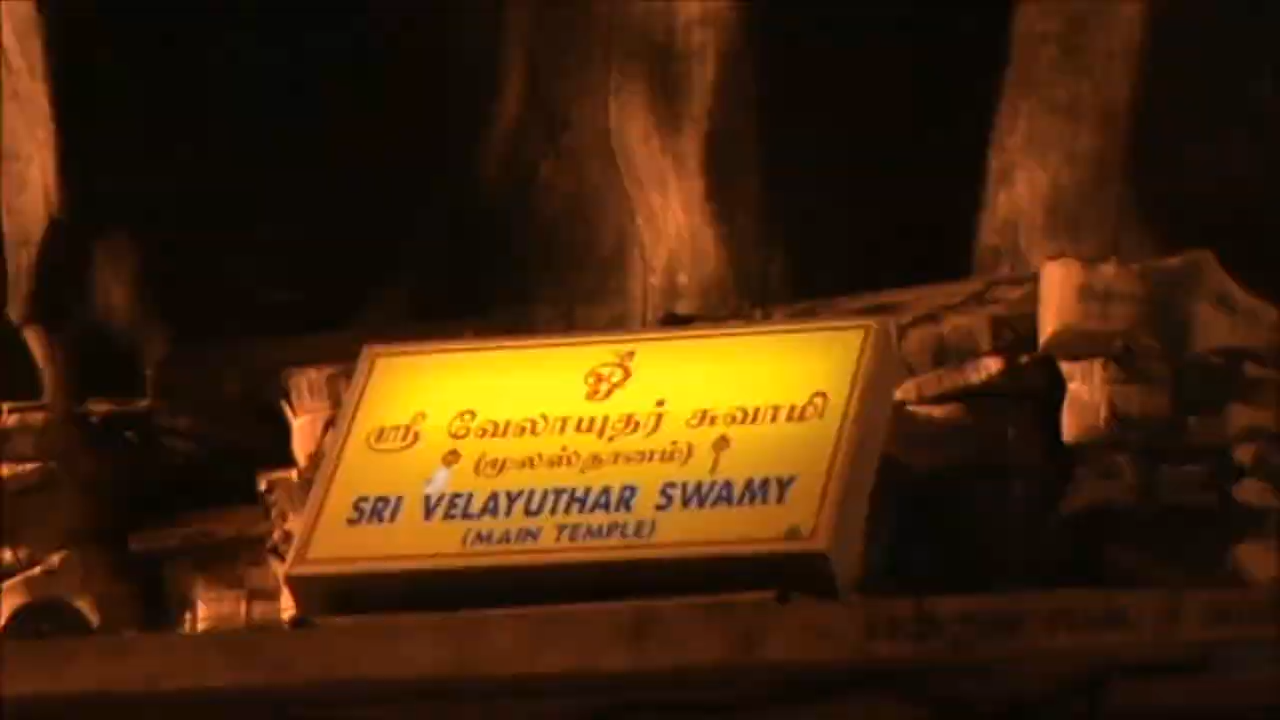 ஓ
ஸ்ரீ வேலாயுதர் சுவாமி
(மூலஸ்தானம்)
SRI VELAYUTHAR SWAMY
(MAIN TEMPLE)